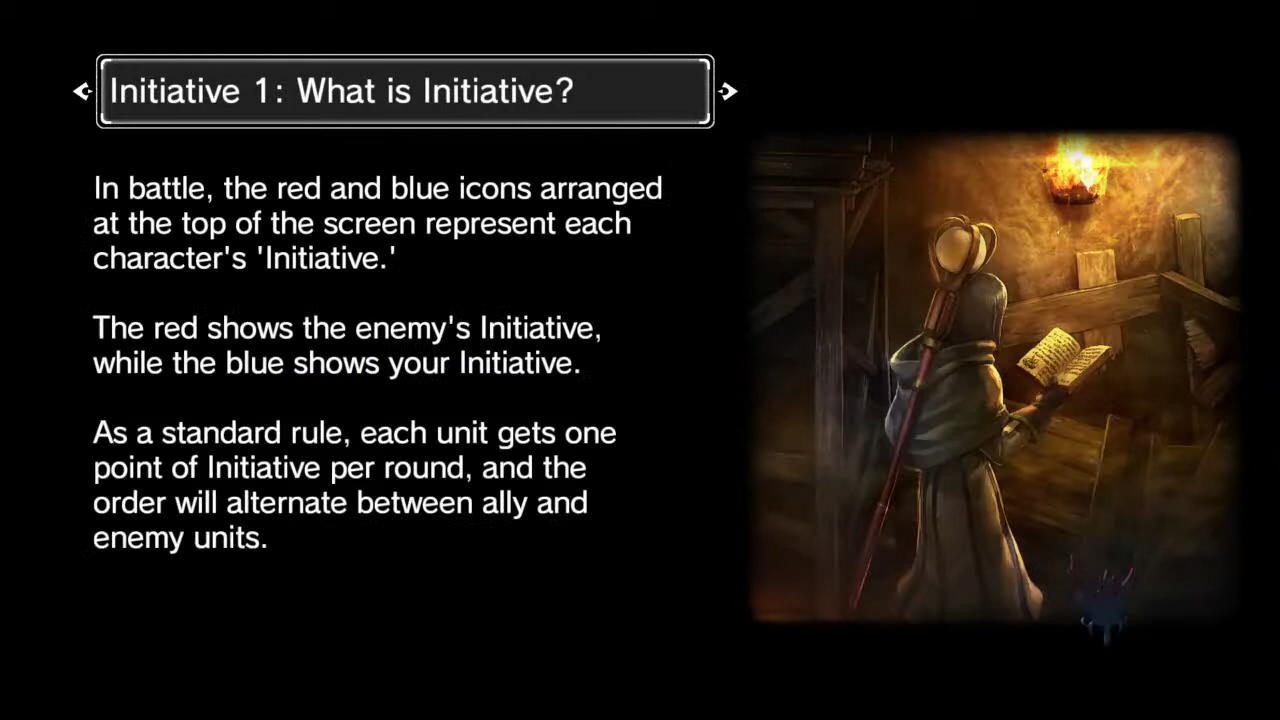 Initiative 1: What is Initiative?
In battle, the red and blue icons arranged
at the top of the screen represent each
character's 'Initiative.'
The red shows the enemy's Initiative,
while the blue shows your Initiative.
As a standard rule, each unit gets one
point of Initiative per round, and the
order will alternate between ally and
enemy units.